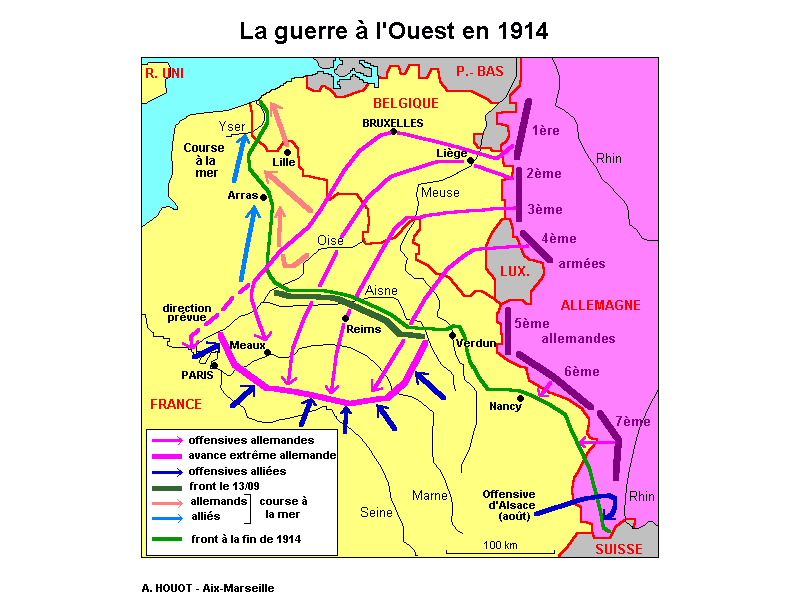 La guerre à l'Ouest en 1914
R. UNI
P.- BAS
BELGIQUE
BRUXELLES
Yser
1ère
Course
à la
mer
Lille
Liège
Rhin
2ème
Meuse
Arras
3ème
Oise
4ème
LUX.
armées
Aisne
direction
prévue
ALLEMAGNE
5ème
Reims
allemandes
Meaux
Verdun
PARIS
6ème
FRANCE
Nancy
7ème
offensives allemandes
avance extrême allemande
offensives alliées
front le 13/09
allemands
alliés
course à
la mer
front à la fin de 1914
Marne
Seine
Offensive
d'Alsace
(août)
Rhin
100 km
SUISSE
A. HOUOT - Aix-Marseille